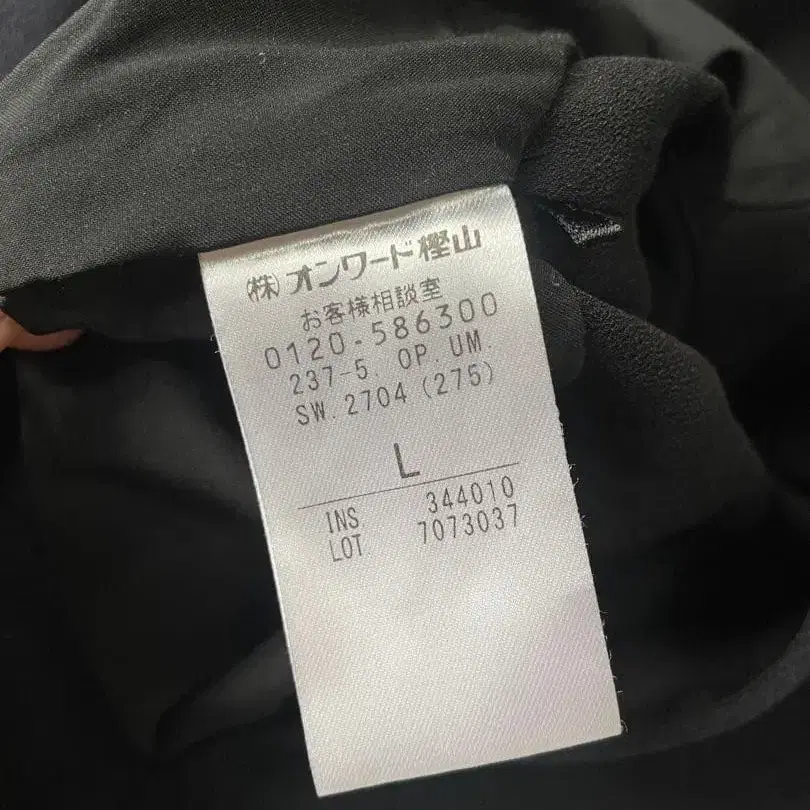 (株)オンワード樫山
お客様相談室
0120-586300
237-5. OP. UM.
SW. 2704 (275)
L
INS 344010
LOT. 7073037